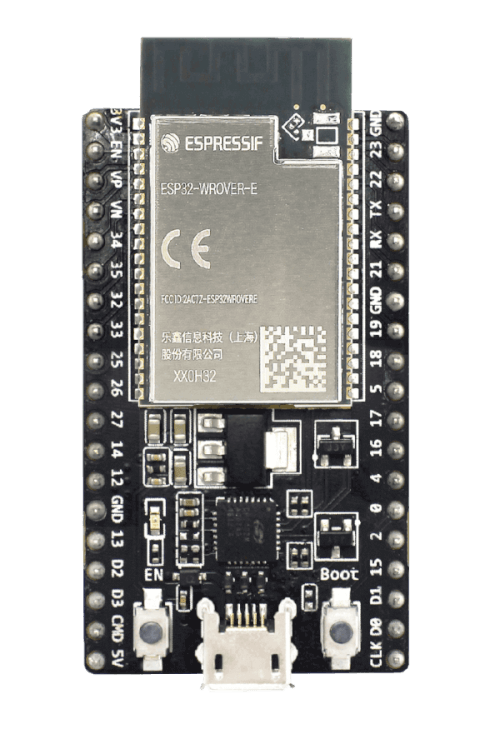 ESPRESSIF
ESP32-WROVER-E
CE
FCC ID:2AC7Z-ESP32WROVERE
乐鑫信息科技（上海）
股份有限公司
XX0H32
3V3
EN
VP
VN
34
35
32
33
25
26
27
14
12
GND
13
D2
D3
CMD
5V
GND
23
22
TX
RX
21
GND
19
18
5
17
16
4
0
2
15
D1
D0
CLK
EN
Boot